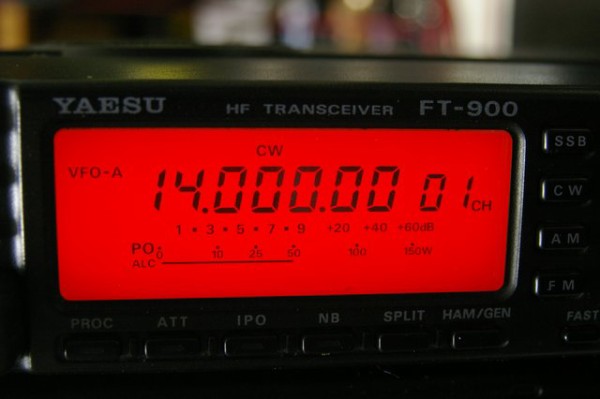 YAESU HF TRANSCEIVER FT-900
SSB
CW
VFO-A
14.000.00 01 CH
CW
1 • 3 • 5 • 7 • 9 +20 +40 +60dB
PO 0 10 25 50 100 150W
ALC
AM
FM
PROC ATT IPO NB SPLIT HAM/GEN FAST